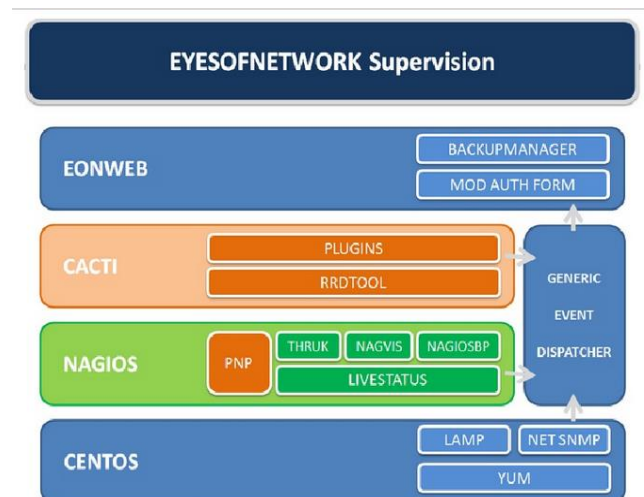 EYESOFNETWORK Supervision
EONWEB
BACKUPMANAGER
MOD AUTH FORM
CACTI
PLUGINS
RRDTOOL
GENERIC
EVENT
DISPATCHER
NAGIOS
PNP
THRUK
NAGVIS
NAGIOSBP
LIVESTATUS
CENTOS
LAMP
NET SNMP
YUM